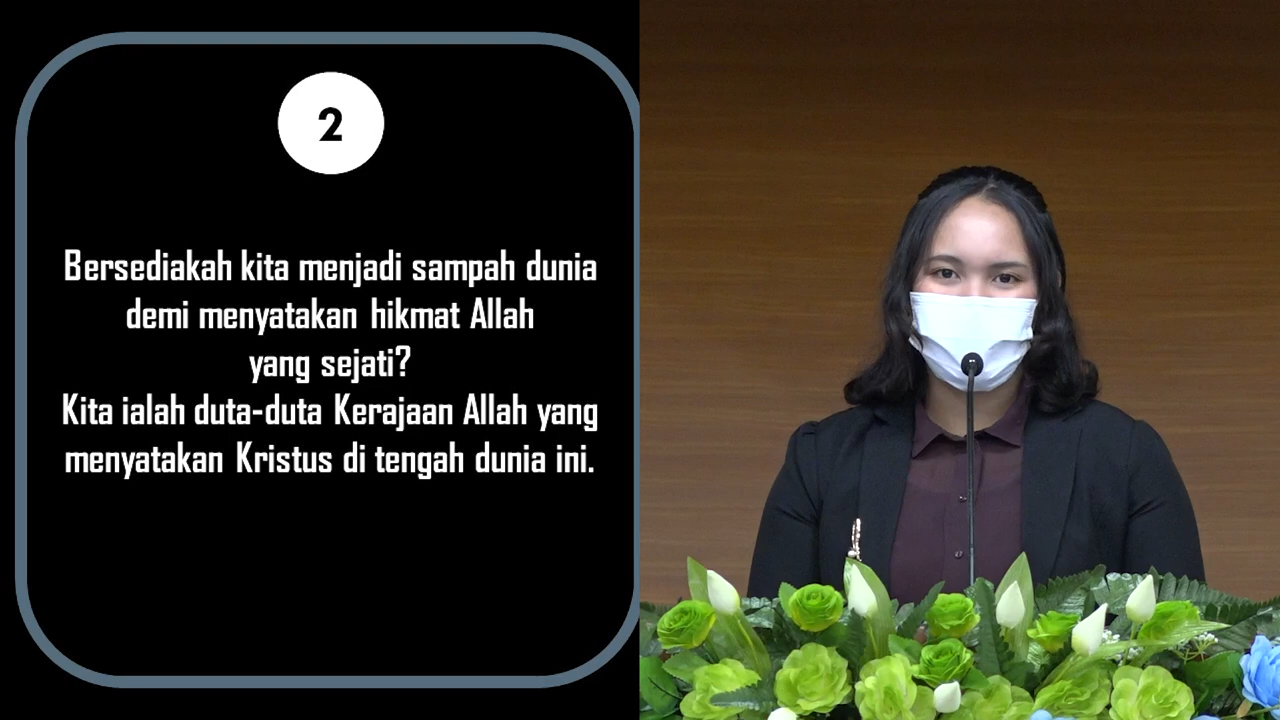 2
Bersediakah kita menjadi sampah dunia
demi menyatakan hikmat Allah
yang sejati?
Kita ialah duta-duta Kerajaan Allah yang
menyatakan Kristus di tengah dunia ini.